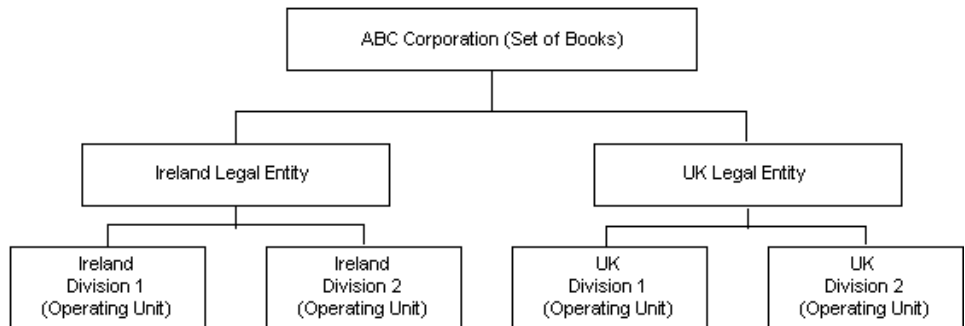 ABC Corporation (Set of Books)
Ireland Legal Entity
UK Legal Entity
Ireland
Division 1
(Operating Unit)
Ireland
Division 2
(Operating Unit)
UK
Division 1
(Operating Unit)
UK
Division 2
(Operating Unit)